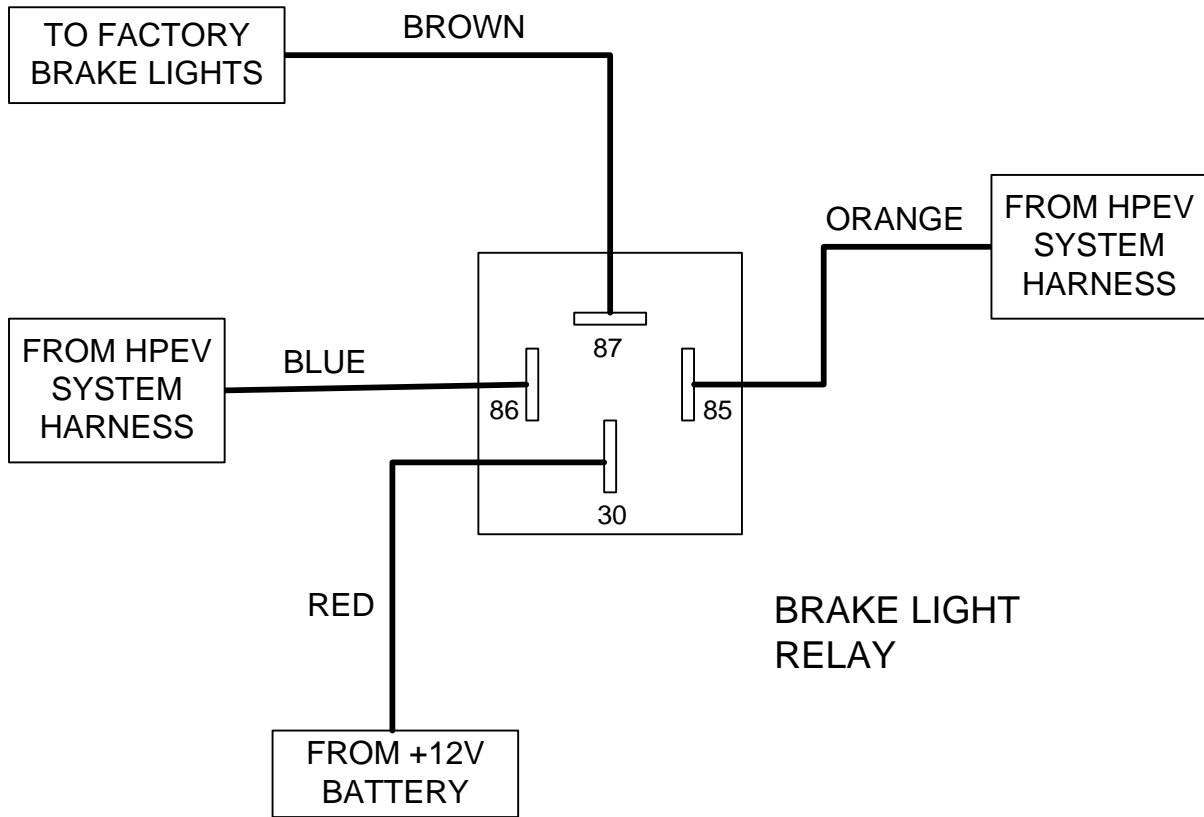 TO FACTORY
BRAKE LIGHTS
BROWN
ORANGE
FROM HPEV
SYSTEM
HARNESS
FROM HPEV
SYSTEM
HARNESS
BLUE
87
86
85
30
RED
BRAKE LIGHT
RELAY
FROM +12V
BATTERY